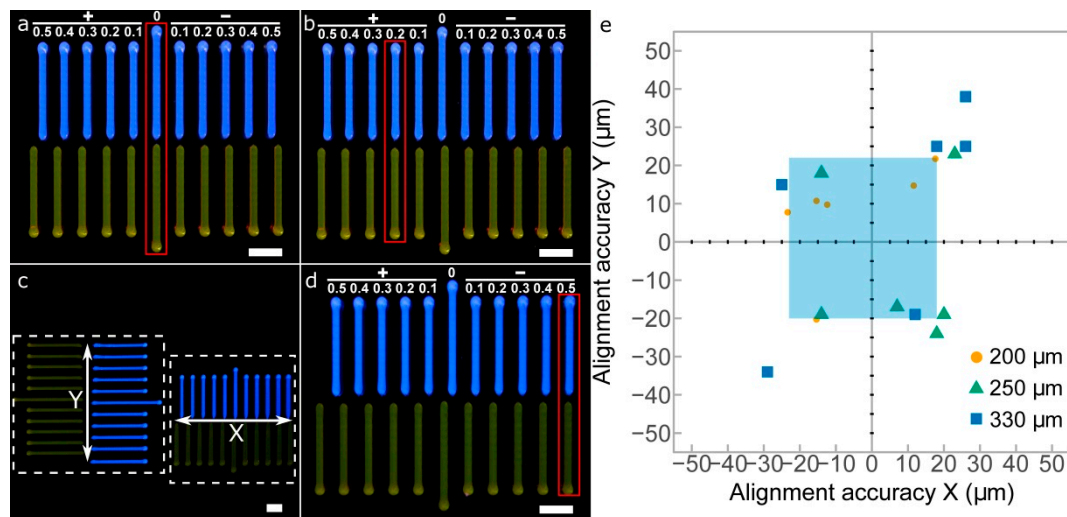 a
+ 0 −
0.5 0.4 0.3 0.2 0.1 0.1 0.2 0.3 0.4 0.5
b
+ 0 −
0.5 0.4 0.3 0.2 0.1 0.1 0.2 0.3 0.4 0.5
c
Y
X
d
+ 0 −
0.5 0.4 0.3 0.2 0.1 0.1 0.2 0.3 0.4 0.5
e
Alignment accuracy Y (µm)
50
40
30
20
10
0
−10
−20
−30
−40
−50
200 µm
250 µm
330 µm
−50 −40 −30 −20 −10 0 10 20 30 40 50
Alignment accuracy X (µm)